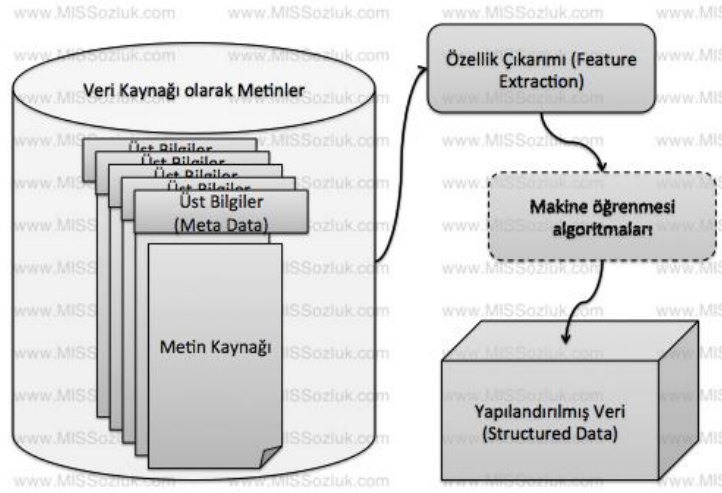 www.MISSozluk.com
Veri Kaynağı olarak Metinler
Üst Bilgiler
Üst Bilgiler
Üst Bilgiler
Üst Bilgiler
Üst Bilgiler
(Meta Data)
Metin Kaynağı
Özellik Çıkarımı (Feature
Extraction)
Makine öğrenmesi
algoritmaları
Yapılandırılmış Veri
(Structured Data)